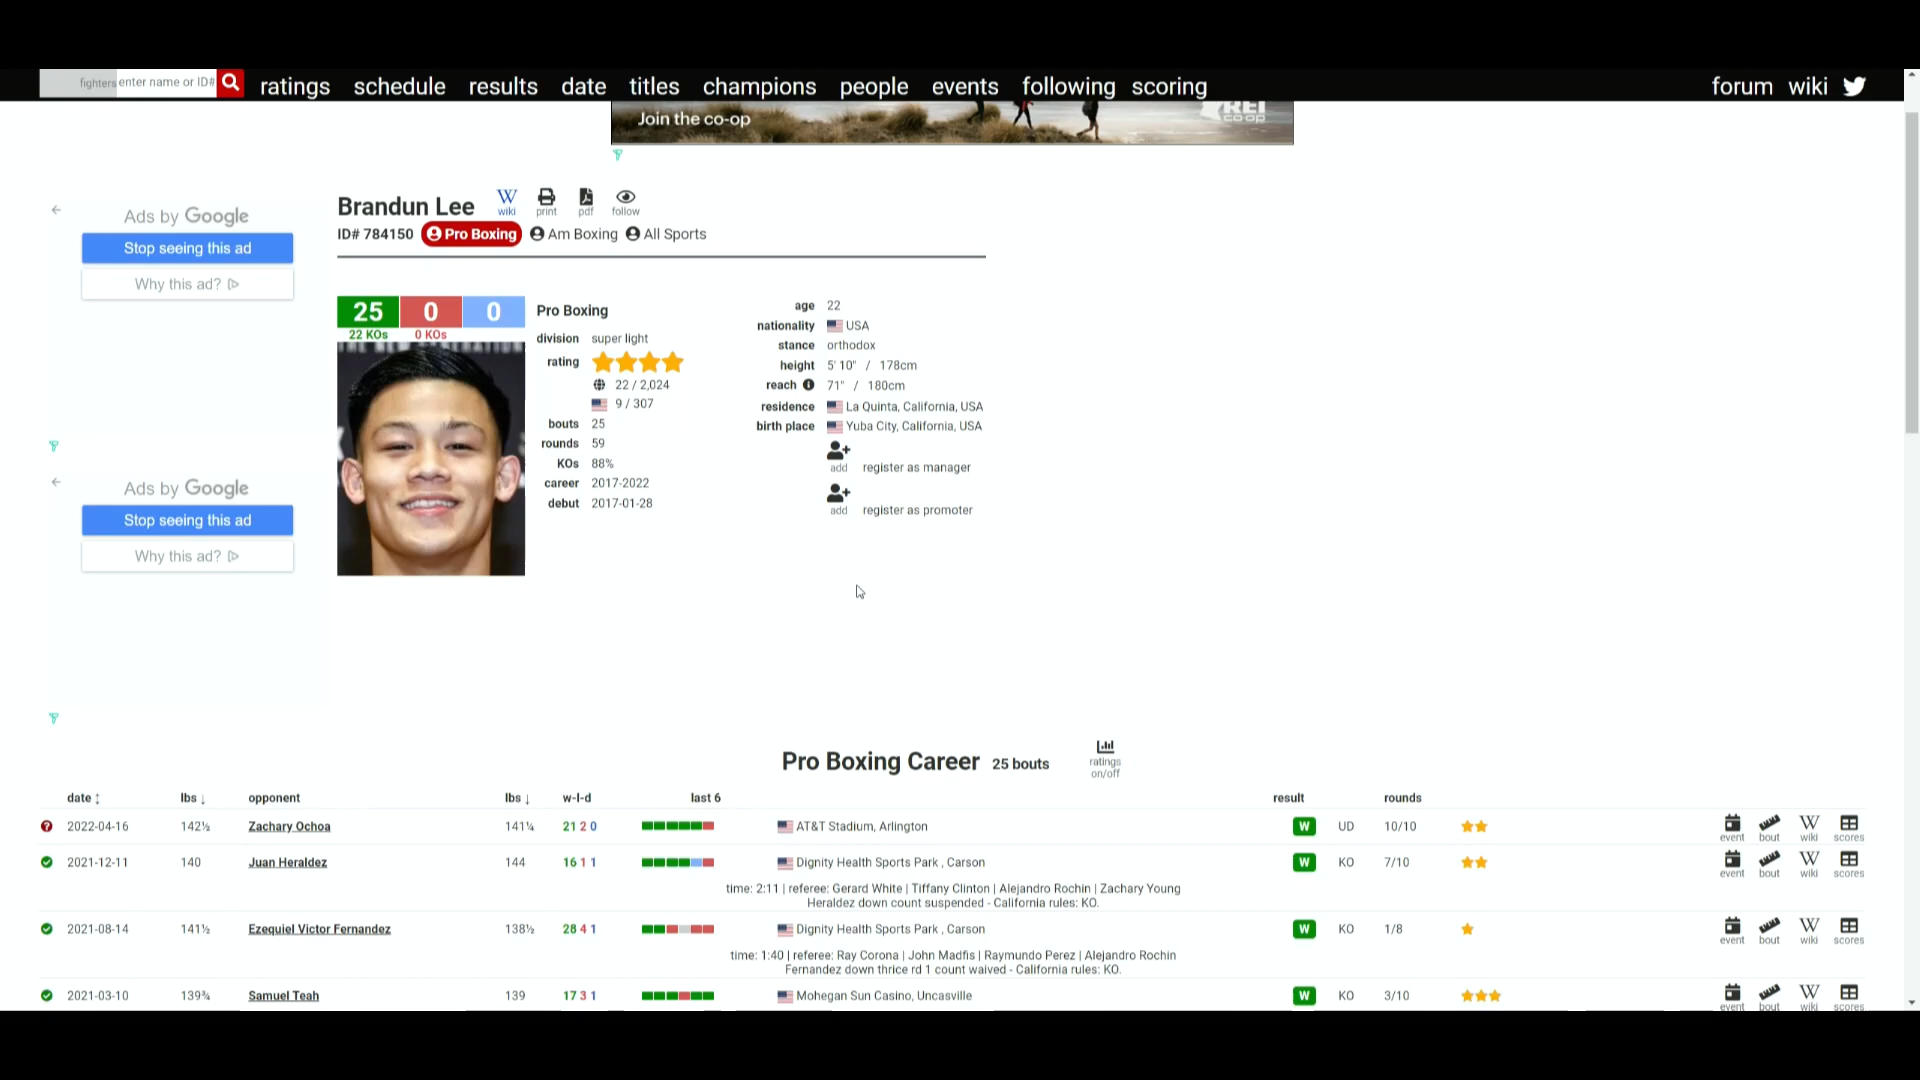 fighters enter name or ID# ratings schedule results date titles champions people events following scoring forum wiki
Join the co-op
REI
co-op
Brandun Lee
W
wiki print pdf follow
ID# 784150 Pro Boxing Am Boxing All Sports
Ads by Google
Stop seeing this ad
Why this ad?
25 0 0
22 KOs 0 KOs
Pro Boxing
division super light
rating
22 / 2,024
9 / 307
bouts 25
rounds 59
KOs 88%
career 2017-2022
debut 2017-01-28
age 22
nationality USA
stance orthodox
height 5' 10" / 178cm
reach 71" / 180cm
residence La Quinta, California, USA
birth place Yuba City, California, USA
add register as manager
add register as promoter
Ads by Google
Stop seeing this ad
Why this ad?
Pro Boxing Career 25 bouts
ratings
on/off
date lbs opponent lbs w-l-d last 6 result rounds
2022-04-16 142½ Zachary Ochoa 141¼ 21 2 0 AT&T Stadium, Arlington W UD 10/10 event bout W wiki scores
2021-12-11 140 Juan Heraldez 144 16 1 1 Dignity Health Sports Park , Carson W KO 7/10 event bout W wiki scores
time: 2:11 | referee: Gerard White | Tiffany Clinton | Alejandro Rochin | Zachary Young
Heraldez down count suspended - California rules: KO.
2021-08-14 141½ Ezequiel Victor Fernandez 138½ 28 4 1 Dignity Health Sports Park , Carson W KO 1/8 event bout W wiki scores
time: 1:40 | referee: Ray Corona | John Madfis | Raymundo Perez | Alejandro Rochin
Fernandez down thrice rd 1 count waived - California rules: KO.
2021-03-10 139¾ Samuel Teah 139 17 3 1 Mohegan Sun Casino, Uncasville W KO 3/10 event bout W wiki scores